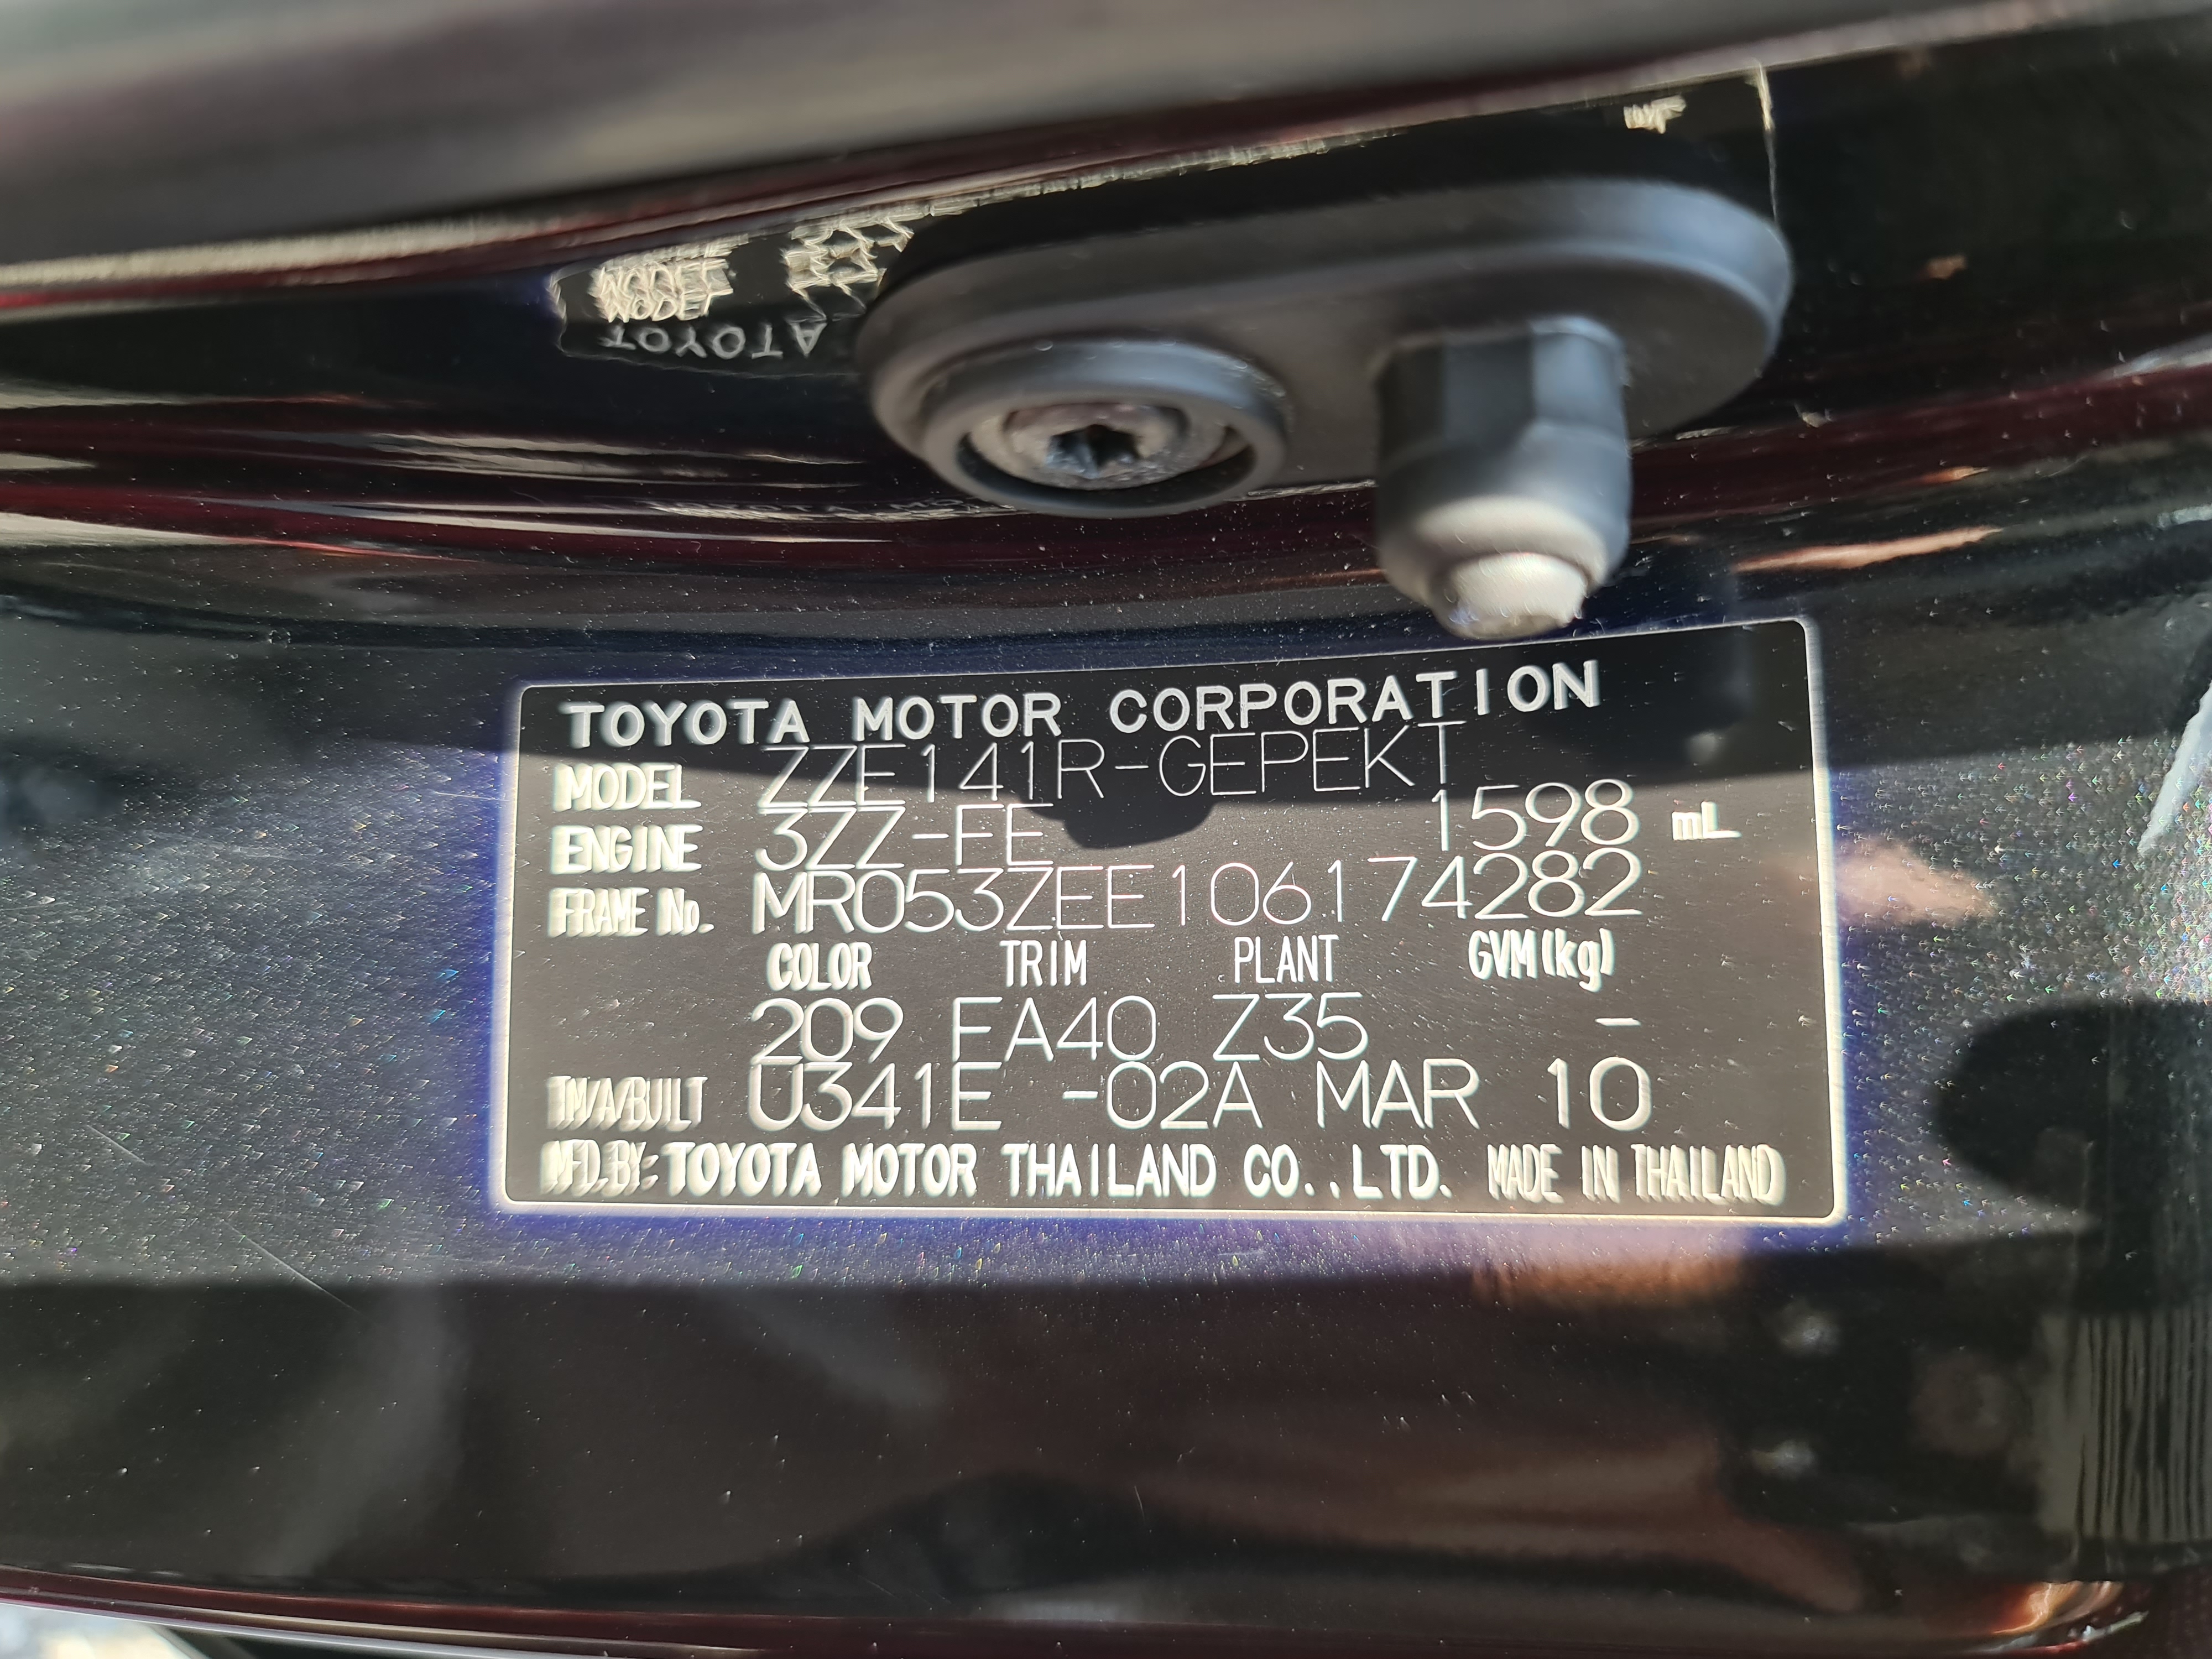 TOYOTA
MODEL
TOYOTA MOTOR CORPORATION
MODEL ZZE141R-GEPEKT
ENGINE 3ZZ-FE 1598 mL
FRAME No. MR053ZEE106174282
COLOR TRIM PLANT GVM(kg)
209 EA40 Z35 -
TM/A/BUILT U341E -02A MAR 10
MFD.BY: TOYOTA MOTOR THAILAND CO.,LTD. MADE IN THAILAND